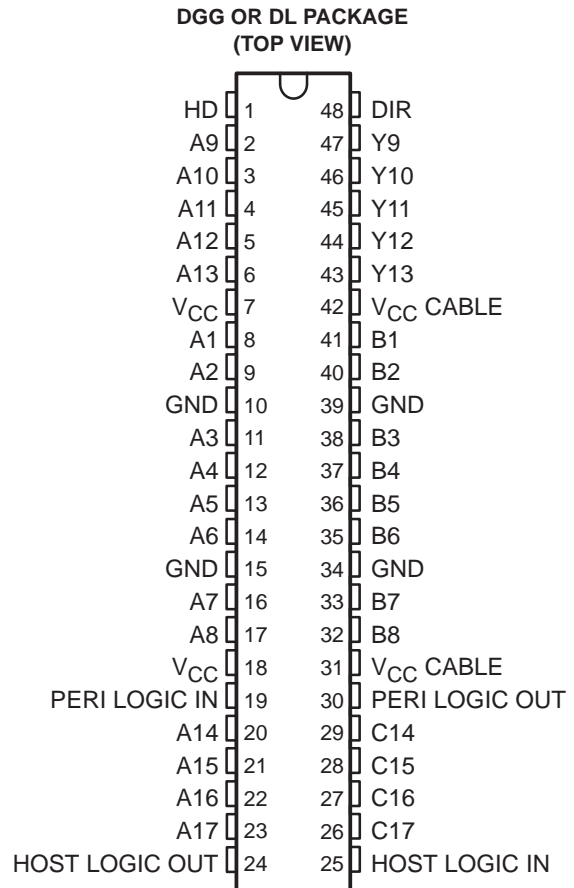 DGG OR DL PACKAGE
(TOP VIEW)
HD 1 48 DIR
A9 2 47 Y9
A10 3 46 Y10
A11 4 45 Y11
A12 5 44 Y12
A13 6 43 Y13
VCC 7 42 VCC CABLE
A1 8 41 B1
A2 9 40 B2
GND 10 39 GND
A3 11 38 B3
A4 12 37 B4
A5 13 36 B5
A6 14 35 B6
GND 15 34 GND
A7 16 33 B7
A8 17 32 B8
VCC 18 31 VCC CABLE
PERI LOGIC IN 19 30 PERI LOGIC OUT
A14 20 29 C14
A15 21 28 C15
A16 22 27 C16
A17 23 26 C17
HOST LOGIC OUT 24 25 HOST LOGIC IN